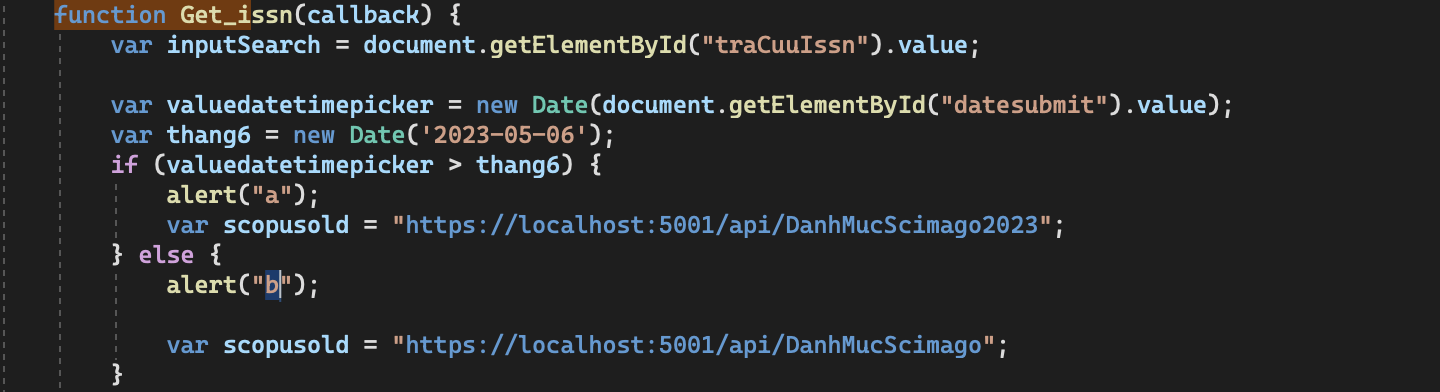 function Get_issn(callback) {
var inputSearch = document.getElementById("traCuuIssn").value;
var valuedatetimepicker = new Date(document.getElementById("datesubmit").value);
var thang6 = new Date('2023-05-06');
if (valuedatetimepicker > thang6) {
alert("a");
var scopusold = "https://localhost:5001/api/DanhMucScimago2023";
} else {
alert("b");
var scopusold = "https://localhost:5001/api/DanhMucScimago";
}